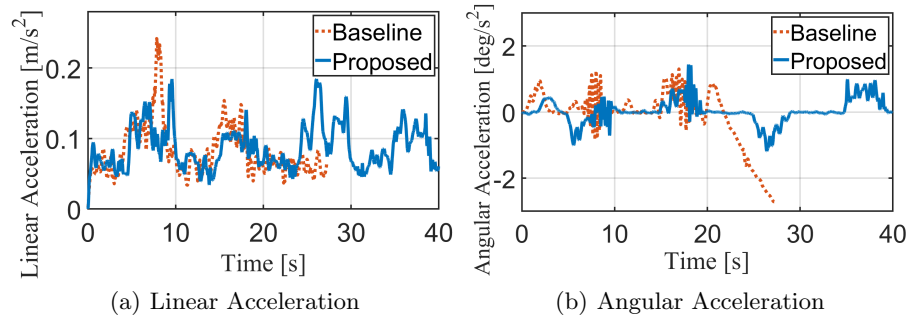 Linear Acceleration [m/s²]
0.2
0.1
0
Baseline
Proposed
0 10 20 30 40
Time [s]
(a) Linear Acceleration
Angular Acceleration [deg/s²]
2
0
-2
Baseline
Proposed
0 10 20 30 40
Time [s]
(b) Angular Acceleration